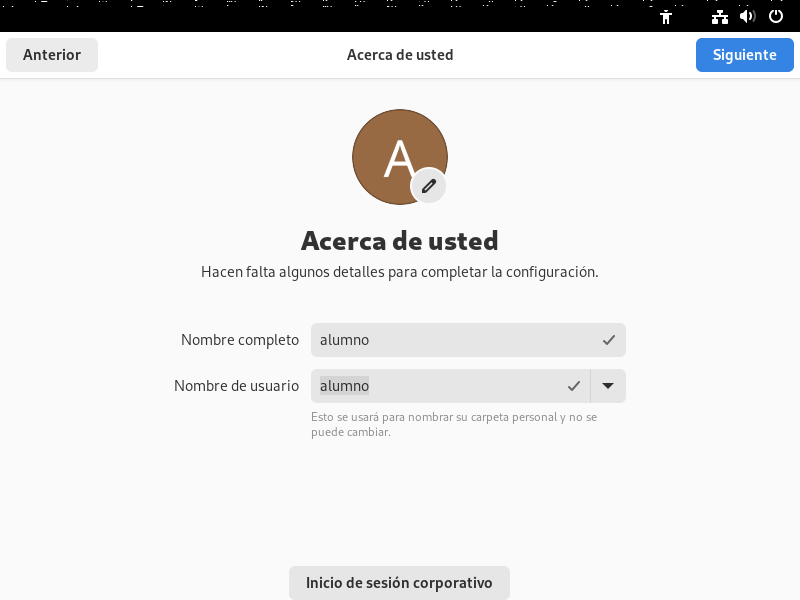 Anterior
Acerca de usted
Siguiente
A
Acerca de usted
Hacen falta algunos detalles para completar la configuración.
Nombre completo
alumno
Nombre de usuario
alumno
Esto se usará para nombrar su carpeta personal y no se
puede cambiar.
Inicio de sesión corporativo